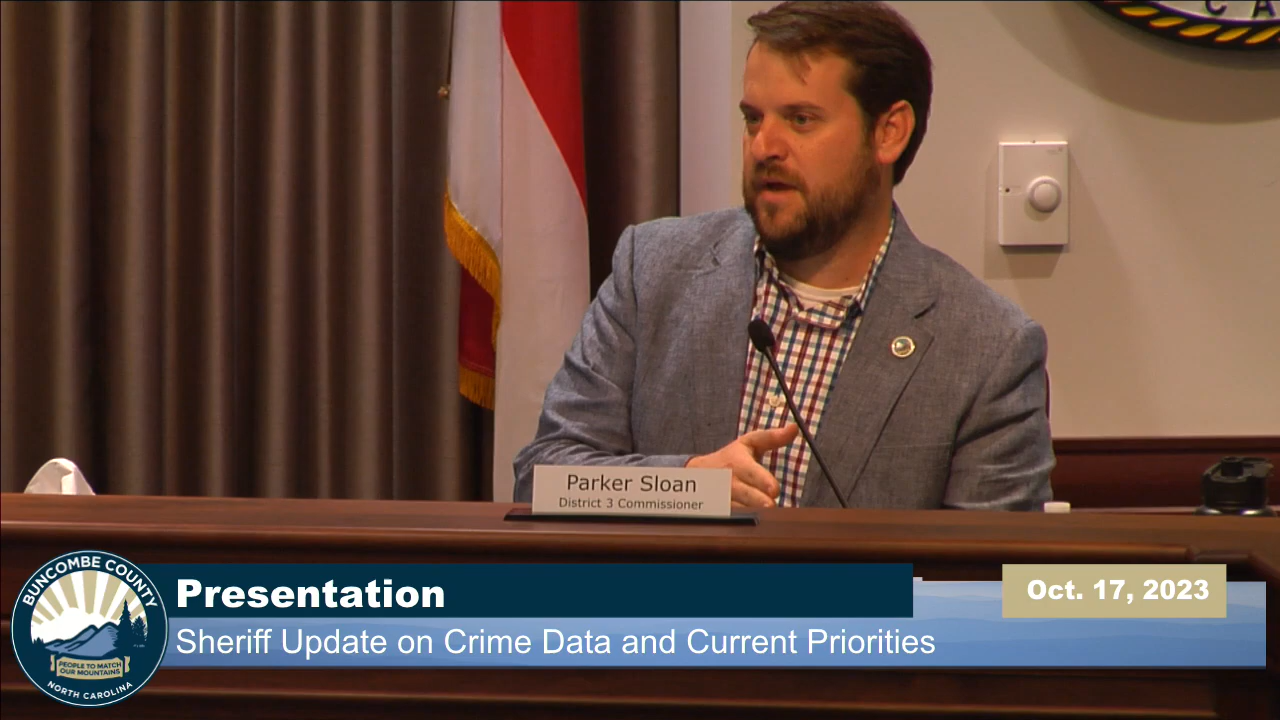 CA
Parker Sloan
District 3 Commissioner
BUNCOMBE COUNTY
PEOPLE TO MATCH
OUR MOUNTAINS
NORTH CAROLINA
Presentation
Oct. 17, 2023
Sheriff Update on Crime Data and Current Priorities